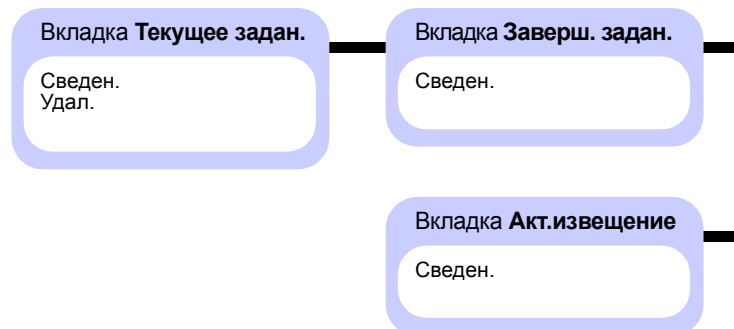 Вкладка Текущее задан.
Сведен.
Удал.
Вкладка Заверш. задан.
Сведен.
Вкладка Акт.извещение
Сведен.